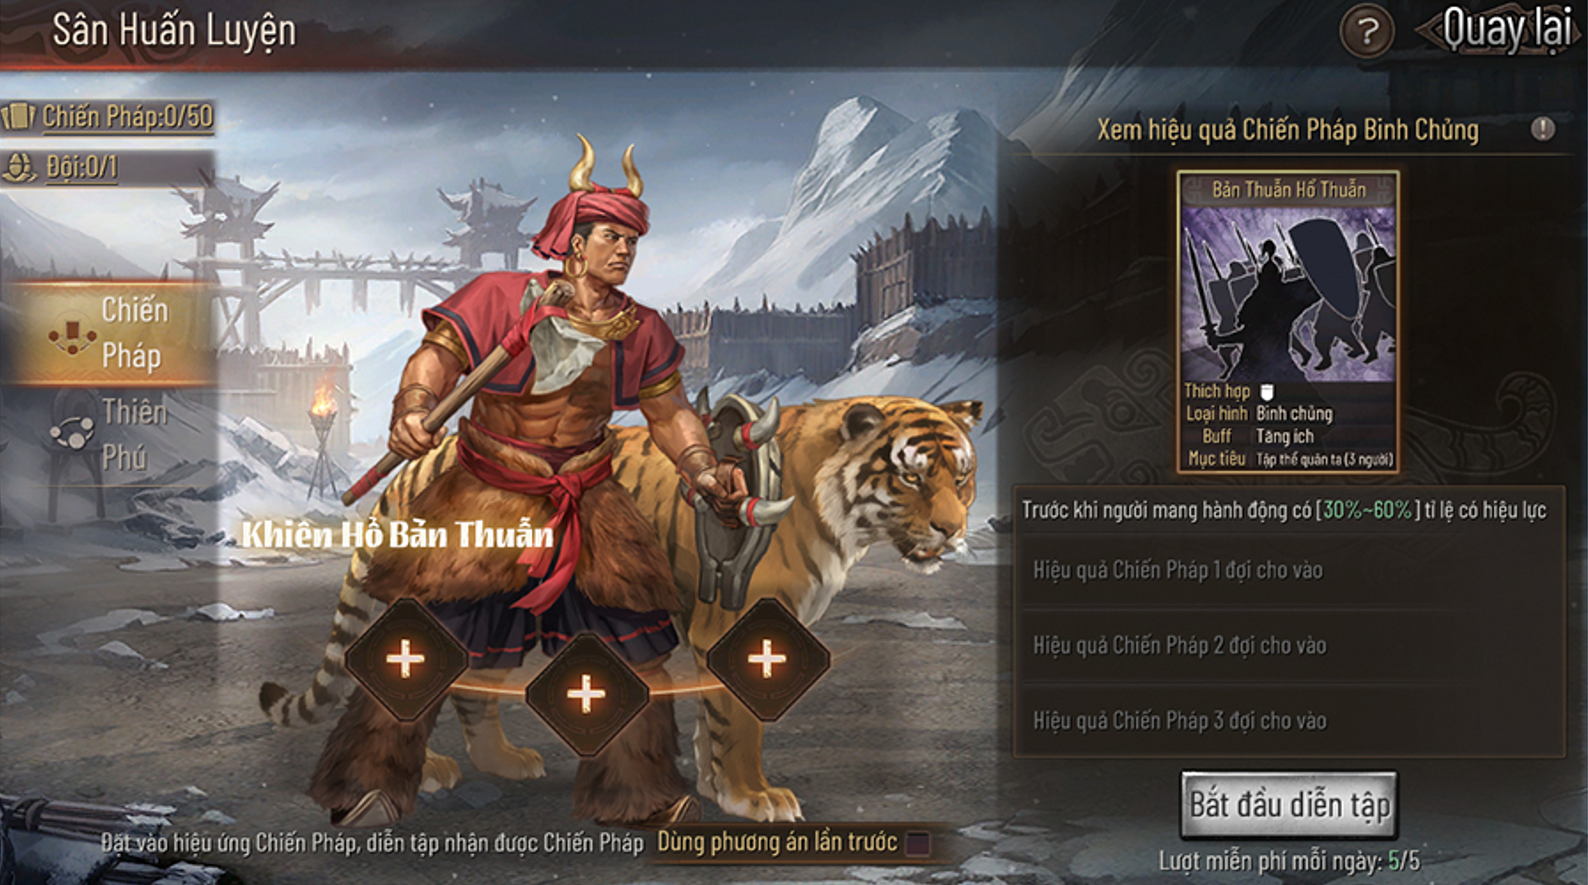 Sân Huấn Luyện
?
Quay lại
Chiến Pháp:0/50
Đội:0/1
Chiến
Pháp
Thiên
Phú
Khiên Hổ Bản Thuẫn
Xem hiệu quả Chiến Pháp Binh Chủng
!
Bản Thuẫn Hổ Thuẫn
Thích hợp
Loại hình Binh chủng
Buff Tăng ích
Mục tiêu Tập thể quân ta (3 người)
Trước khi người mang hành động có [30%~60%] tỉ lệ có hiệu lực
Hiệu quả Chiến Pháp 1 đợi cho vào
Hiệu quả Chiến Pháp 2 đợi cho vào
Hiệu quả Chiến Pháp 3 đợi cho vào
Bắt đầu diễn tập
Lượt miễn phí mỗi ngày: 5/5
Đặt vào hiệu ứng Chiến Pháp, diễn tập nhận được Chiến Pháp Dùng phương án lần trước